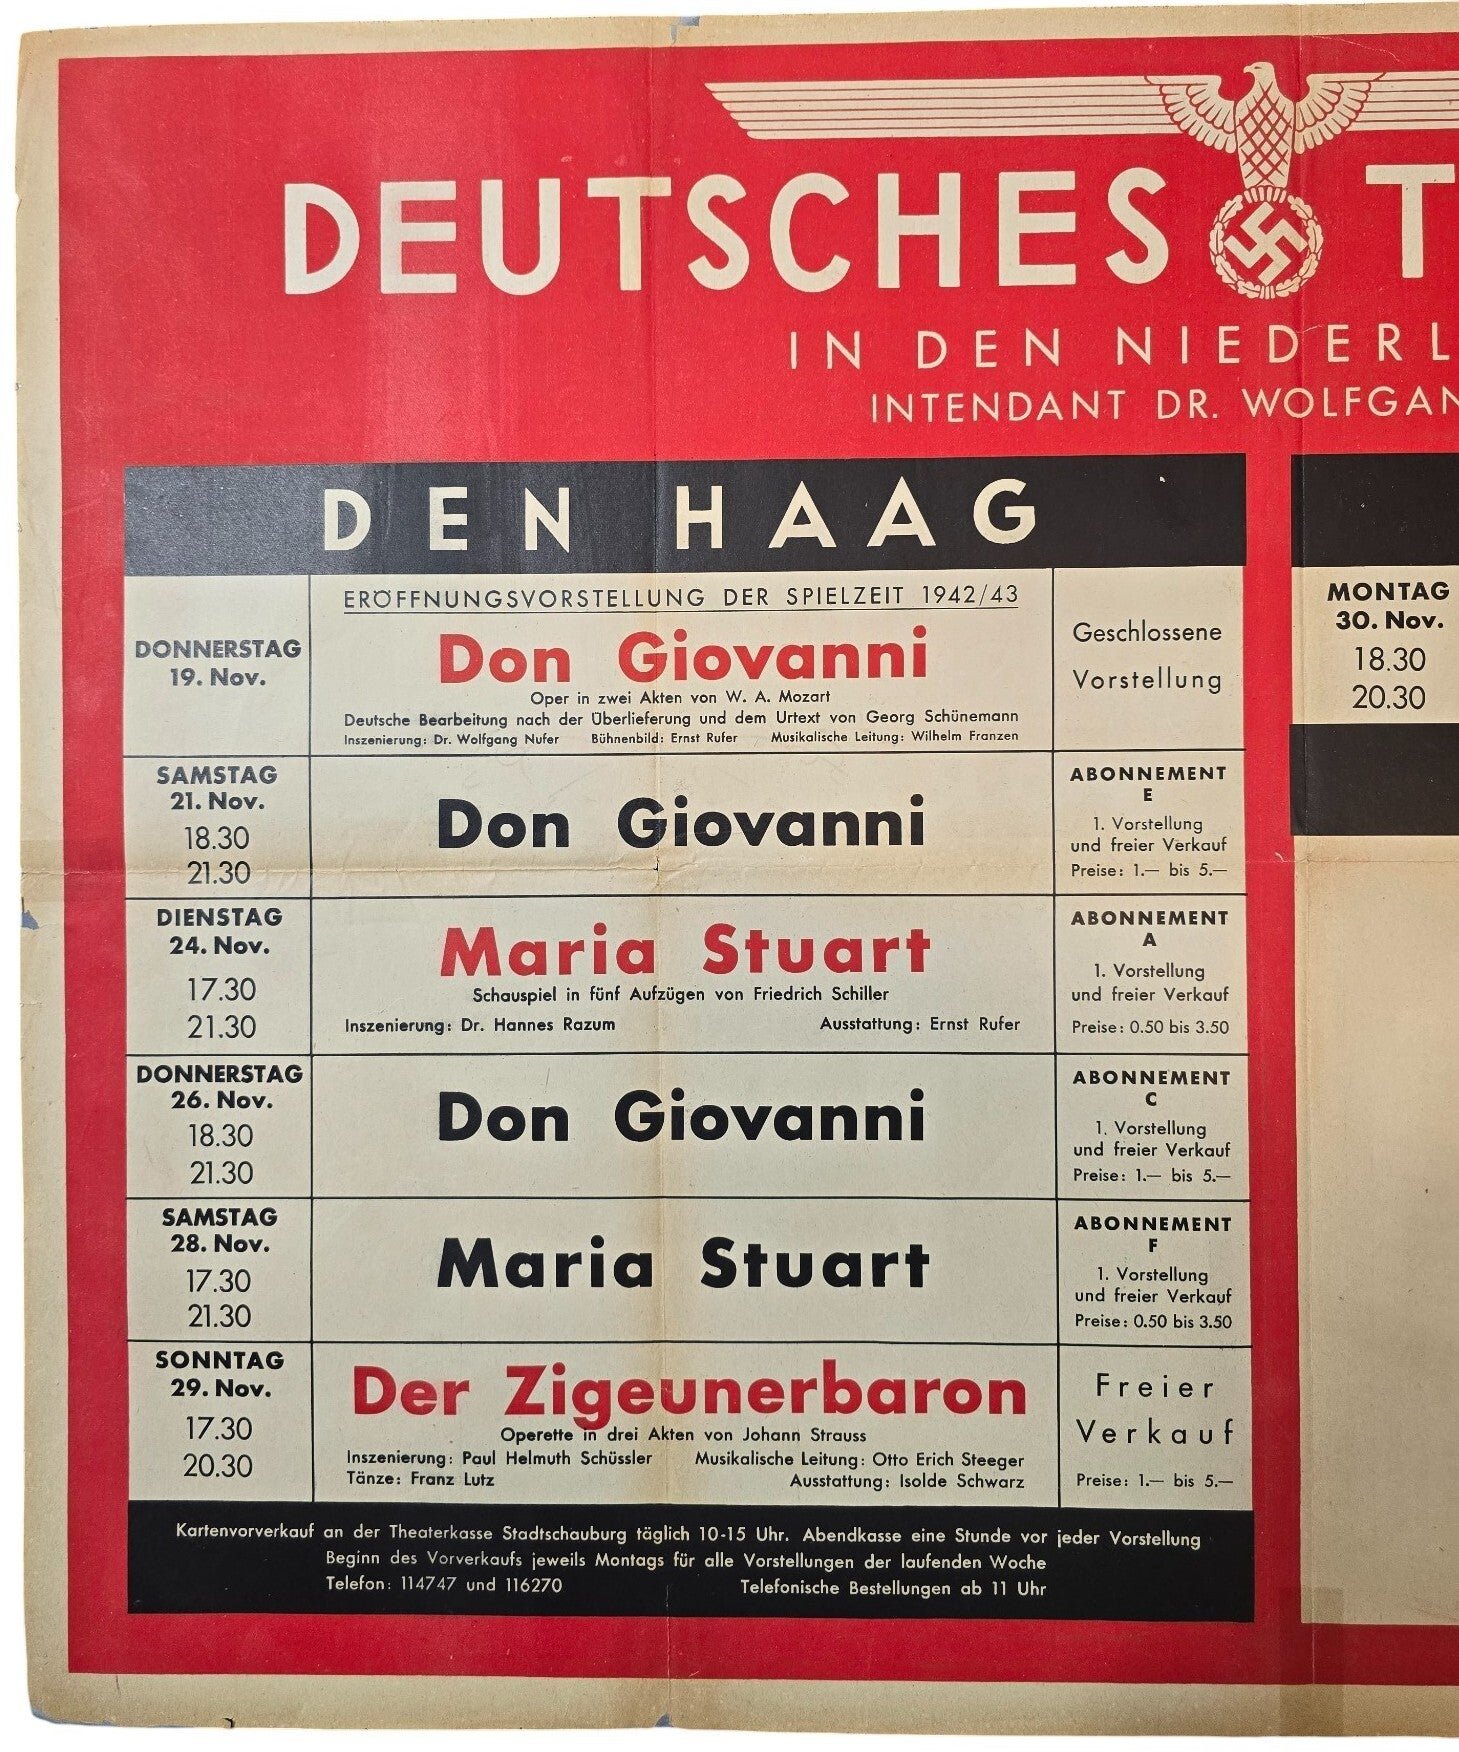 DEUTSCHES T
IN DEN NIEDERL
INTENDANT DR. WOLFGAN
DEN HAAG
DONNERSTAG
19. Nov.
ERÖFFNUNGSVORSTELLUNG DER SPIELZEIT 1942/43
Don Giovanni
Oper in zwei Akten von W. A. Mozart
Deutsche Bearbeitung nach der Überlieferung und dem Urtext von Georg Schünemann
Inszenierung: Dr. Wolfgang Nufer Bühnenbild: Ernst Rufer Musikalische Leitung: Wilhelm Franzen
Geschlossene
Vorstellung
SAMSTAG
21. Nov.
18.30
21.30
Don Giovanni
ABONNEMENT
E
1. Vorstellung
und freier Verkauf
Preise: 1.— bis 5.—
DIENSTAG
24. Nov.
17.30
21.30
Maria Stuart
Schauspiel in fünf Aufzügen von Friedrich Schiller
Inszenierung: Dr. Hannes Razum Ausstattung: Ernst Rufer
ABONNEMENT
A
1. Vorstellung
und freier Verkauf
Preise: 0.50 bis 3.50
DONNERSTAG
26. Nov.
18.30
21.30
Don Giovanni
ABONNEMENT
C
1. Vorstellung
und freier Verkauf
Preise: 1.— bis 5.—
SAMSTAG
28. Nov.
17.30
21.30
Maria Stuart
ABONNEMENT
F
1. Vorstellung
und freier Verkauf
Preise: 0.50 bis 3.50
SONNTAG
29. Nov.
17.30
20.30
Der Zigeunerbaron
Operette in drei Akten von Johann Strauss
Inszenierung: Paul Helmuth Schüssler Musikalische Leitung: Otto Erich Steeger
Tänze: Franz Lutz Ausstattung: Isolde Schwarz
Freier
Verkauf
Preise: 1.— bis 5.—
Kartenvorverkauf an der Theaterkasse Stadtschauburg täglich 10-15 Uhr. Abendkasse eine Stunde vor jeder Vorstellung
Beginn des Vorverkaufs jeweils Montags für alle Vorstellungen der laufenden Woche
Telefon: 114747 und 116270 Telefonische Bestellungen ab 11 Uhr
MONTAG
30. Nov.
18.30
20.30